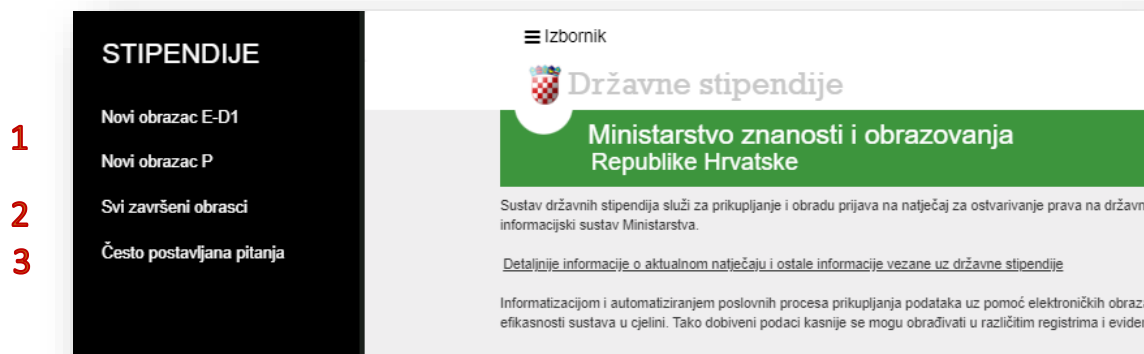 STIPENDIJE
1
Novi obrazac E-D1
Novi obrazac P
2
Svi završeni obrasci
3
Često postavljana pitanja
Izbornik
Državne stipendije
Ministarstvo znanosti i obrazovanja
Republike Hrvatske
Sustav državnih stipendija služi za prikupljanje i obradu prijava na natječaj za ostvarivanje prava na državn
informacijski sustav Ministarstva.
Detaljnije informacije o aktualnom natječaju i ostale informacije vezane uz državne stipendije
Informatizacijom i automatiziranjem poslovnih procesa prikupljanja podataka uz pomoć elektroničkih obraza
efikasnosti sustava u cjelini. Tako dobiveni podaci kasnije se mogu obrađivati u različitim registrima i eviden